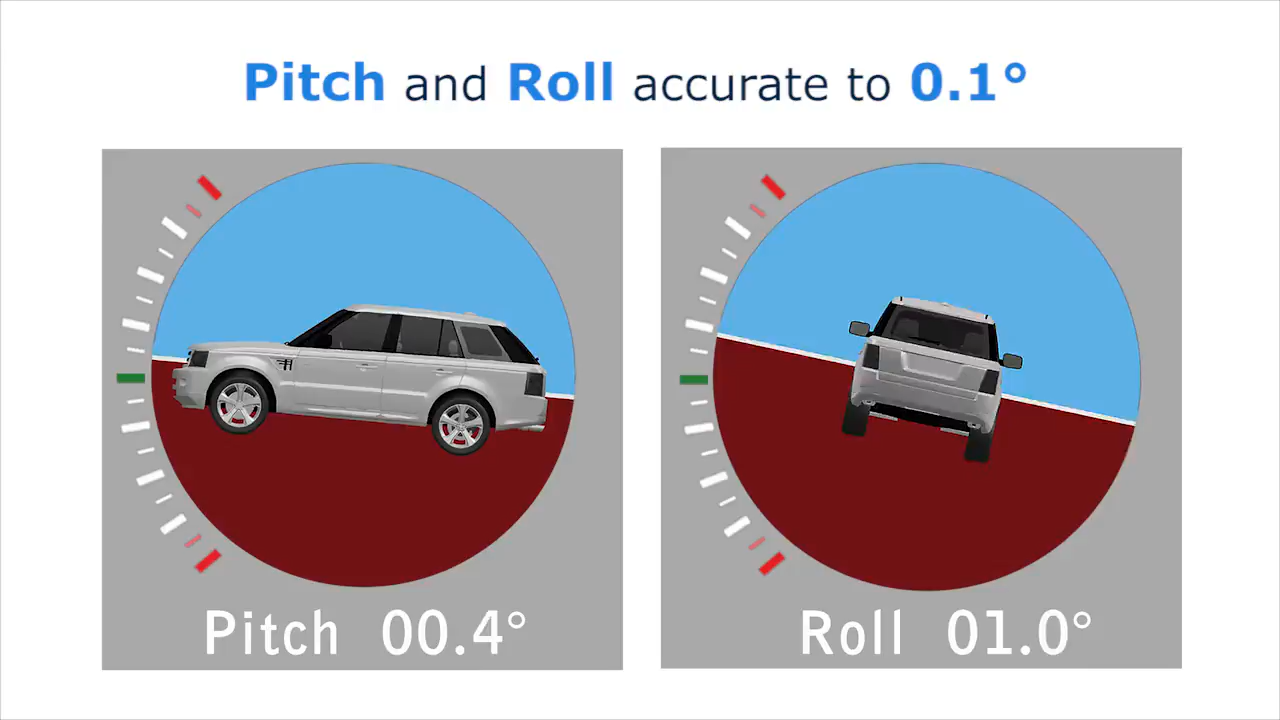 Pitch and Roll accurate to 0.1°
Pitch 00.4°
Roll 01.0°